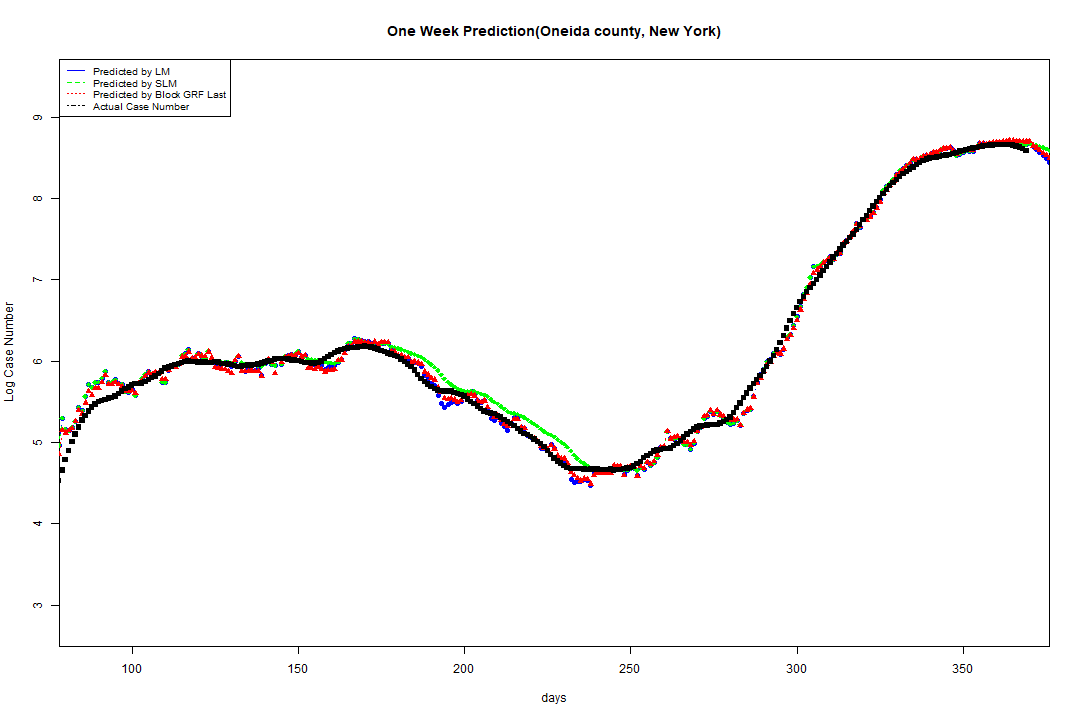 One Week Prediction(Oneida county, New York)
Predicted by LM
Predicted by SLM
Predicted by Block GRF Last
Actual Case Number
9
8
7
6
5
4
3
Log Case Number
100 150 200 250 300 350
days